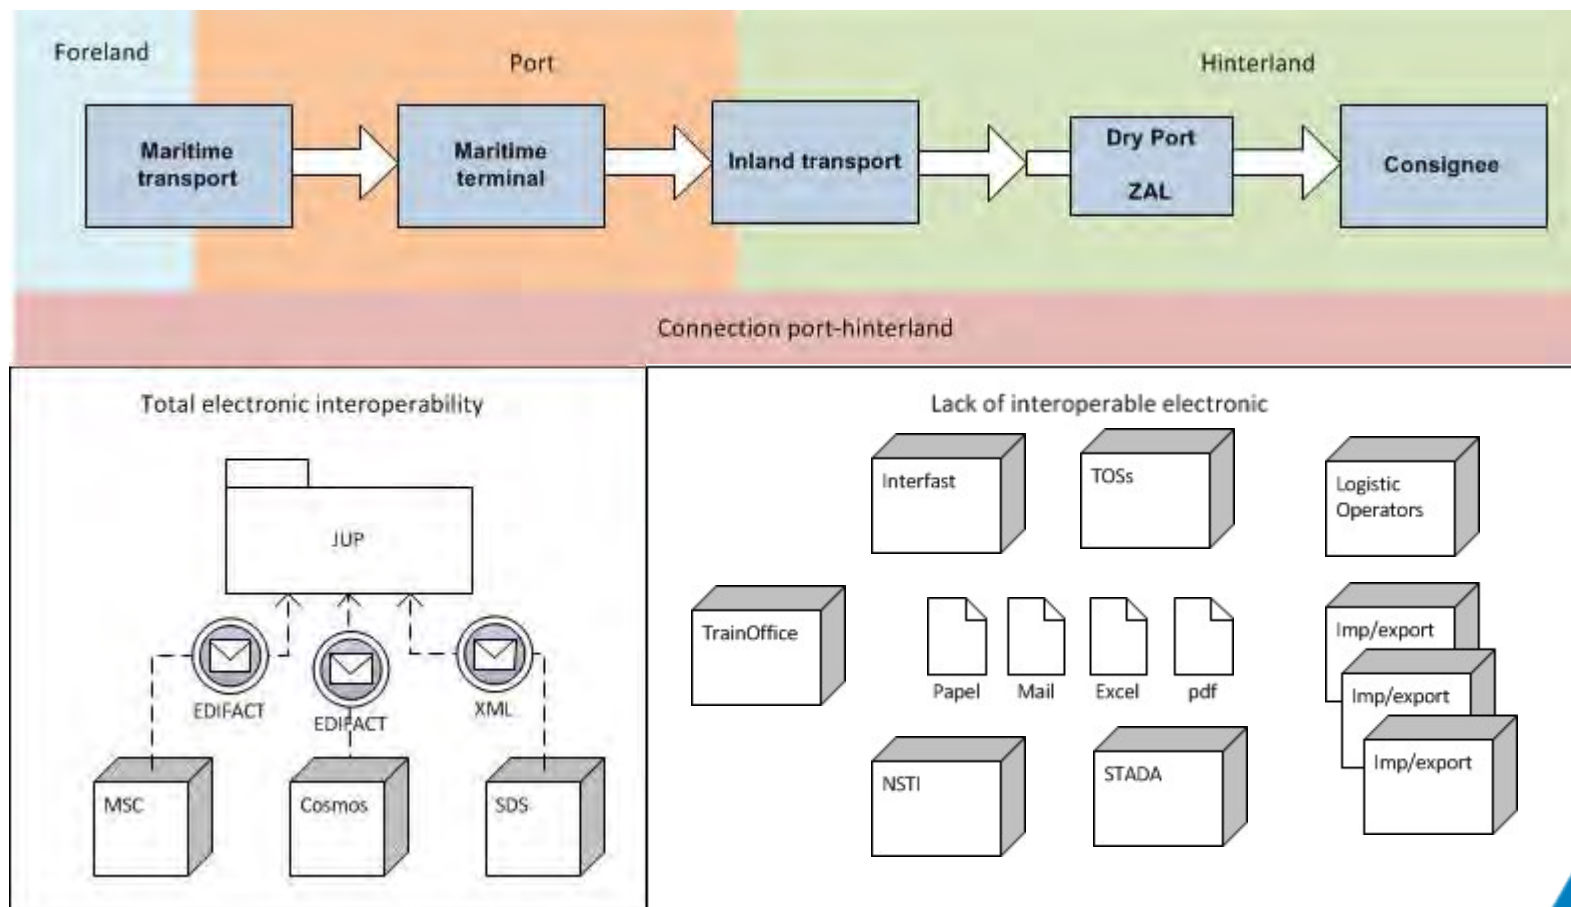 Foreland
Port
Hinterland
Maritime
transport
Maritime
terminal
Inland transport
Dry Port
ZAL
Consignee
Connection port-hinterland
Total electronic interoperability
JUP
EDIFACT
EDIFACT
XML
MSC
Cosmos
SDS
Lack of interoperable electronic
Interfast
TOSs
Logistic
Operators
TrainOffice
Papel
Mail
Excel
pdf
Imp/export
Imp/export
Imp/export
NSTI
STADA